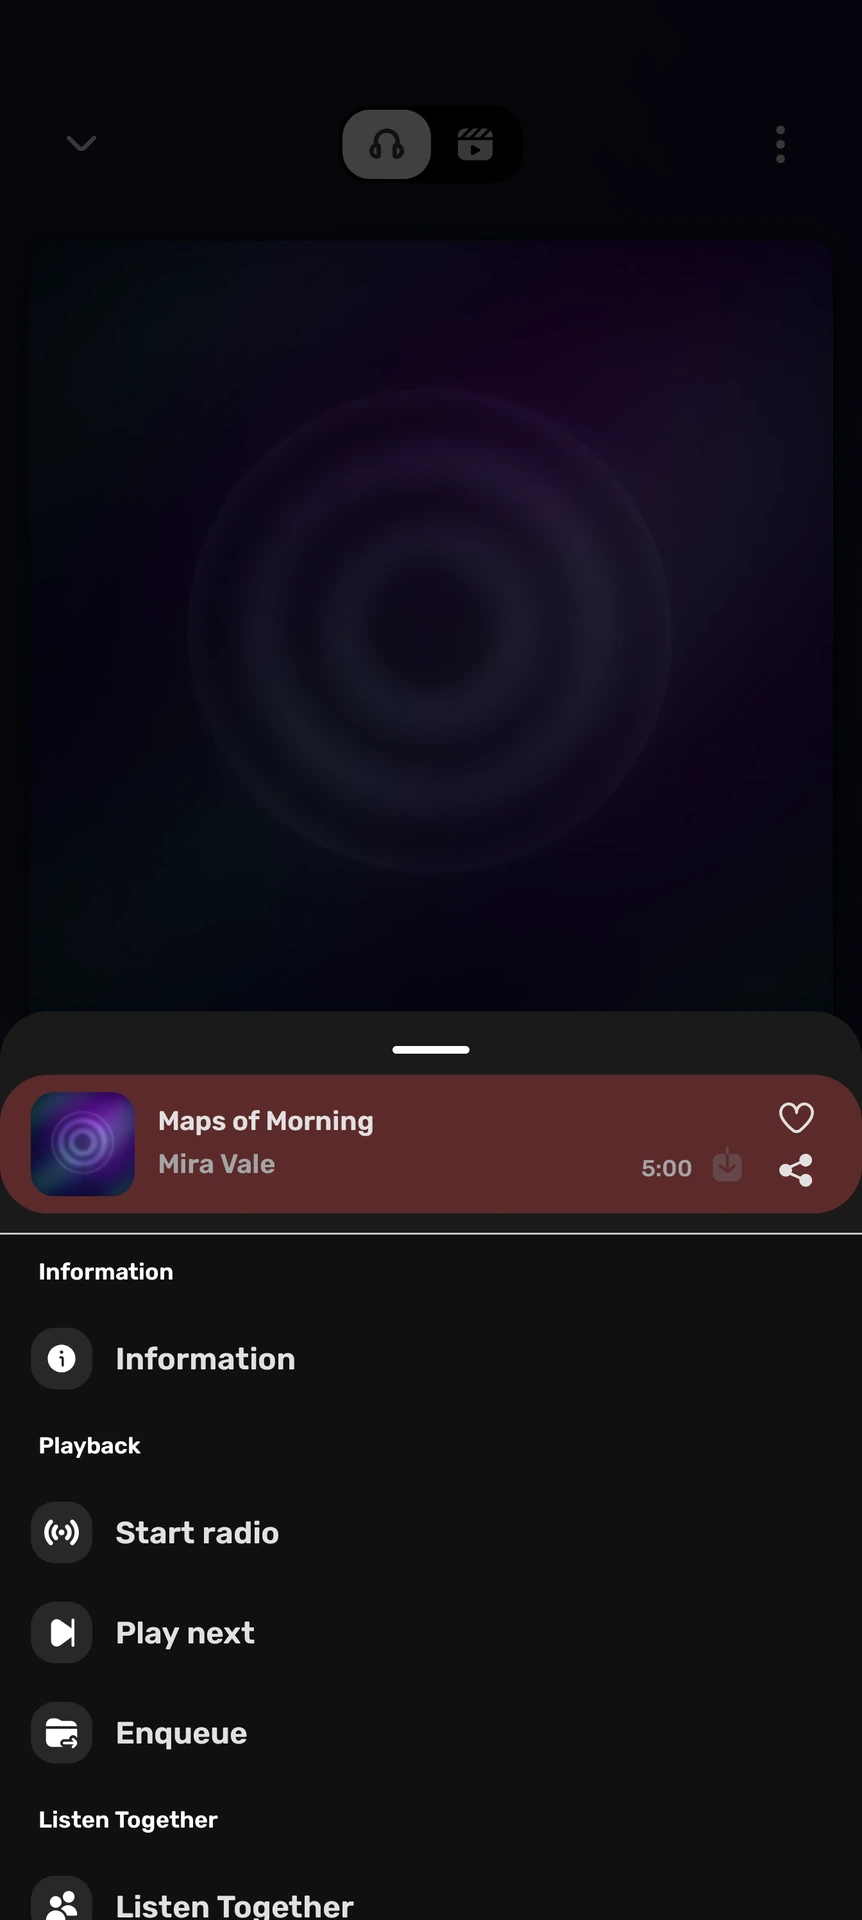 Maps of Morning
Mira Vale
5:00
Information
Information
Playback
Start radio
Play next
Enqueue
Listen Together
Listen Together